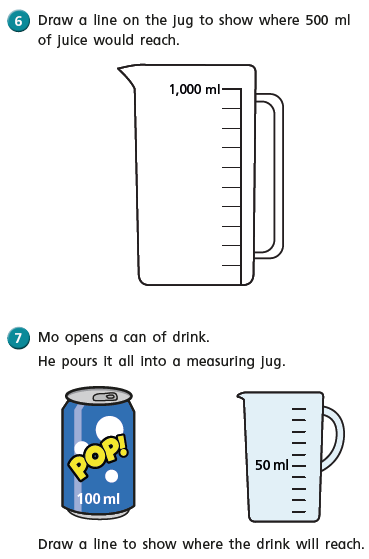 6 Draw a line on the jug to show where 500 ml
of juice would reach.
1,000 ml
7 Mo opens a can of drink.
He pours it all into a measuring jug.
POP!
100 ml
50 ml
Draw a line to show where the drink will reach.